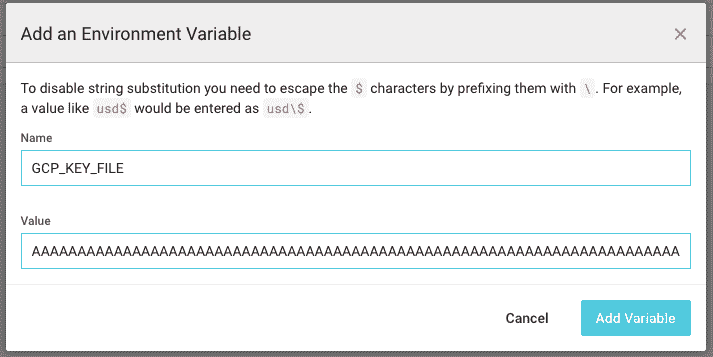 Add an Environment Variable
To disable string substitution you need to escape the $ characters by prefixing them with \. For example,
a value like usd$ would be entered as usd\$.
Name
GCP_KEY_FILE
Value
AAAAAAAAAAAAAAAAAAAAAAAAAAAAAAAAAAAAAAAAAAAAAAAAAAAAAAAAAAAAAAAAAAAAAAAA
Cancel
Add Variable